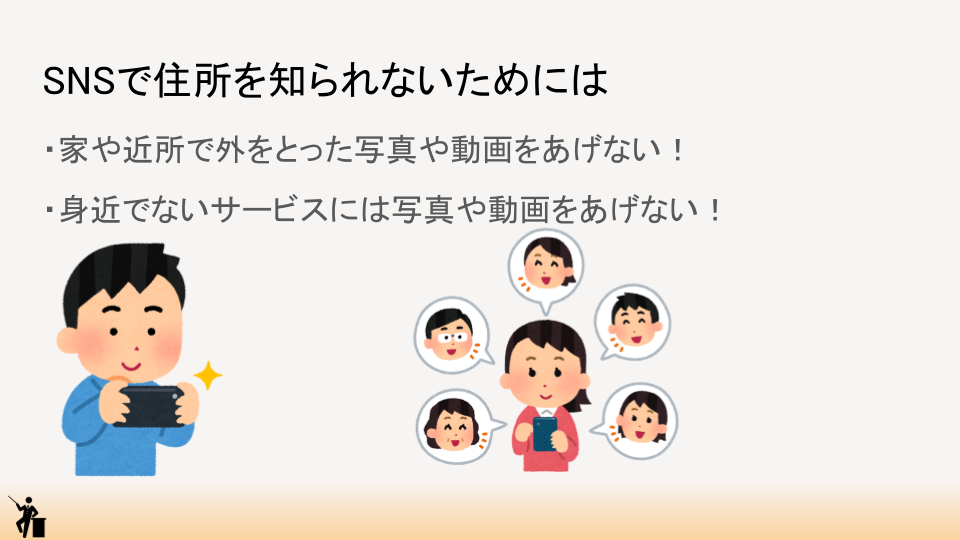 SNSで住所を知られないためには
・家や近所で外をとった写真や動画をあげない！
・身近でないサービスには写真や動画をあげない！